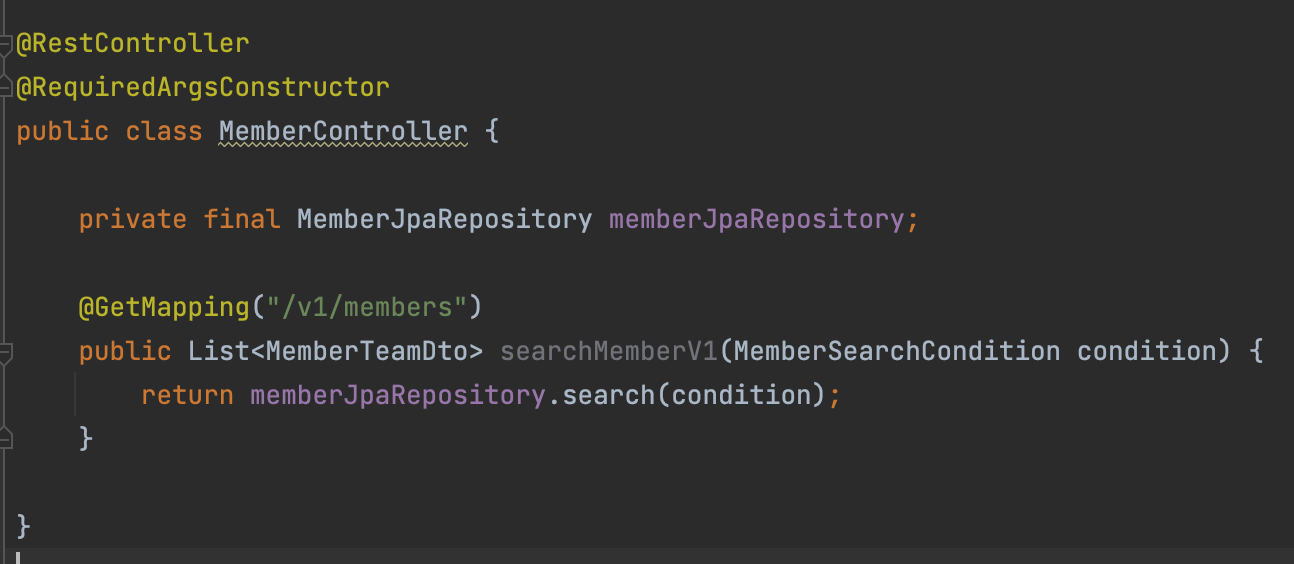 @RestController
@RequiredArgsConstructor
public class MemberController {
private final MemberJpaRepository memberJpaRepository;
@GetMapping("/v1/members")
public List<MemberTeamDto> searchMemberV1(MemberSearchCondition condition) {
return memberJpaRepository.search(condition);
}
}